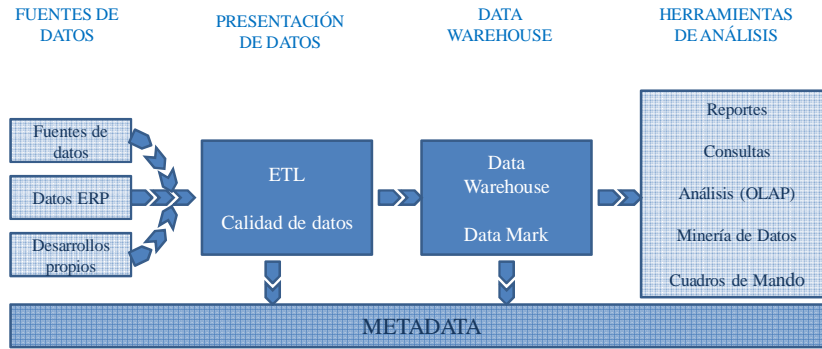 FUENTES DE
DATOS
PRESENTACIÓN
DE DATOS
DATA
WAREHOUSE
HERRAMIENTAS
DE ANÁLISIS
Fuentes de
datos
Datos ERP
Desarrollos
propios
ETL
Calidad de datos
Data
Warehouse
Data Mark
Reportes
Consultas
Análisis (OLAP)
Minería de Datos
Cuadros de Mando
METADATA